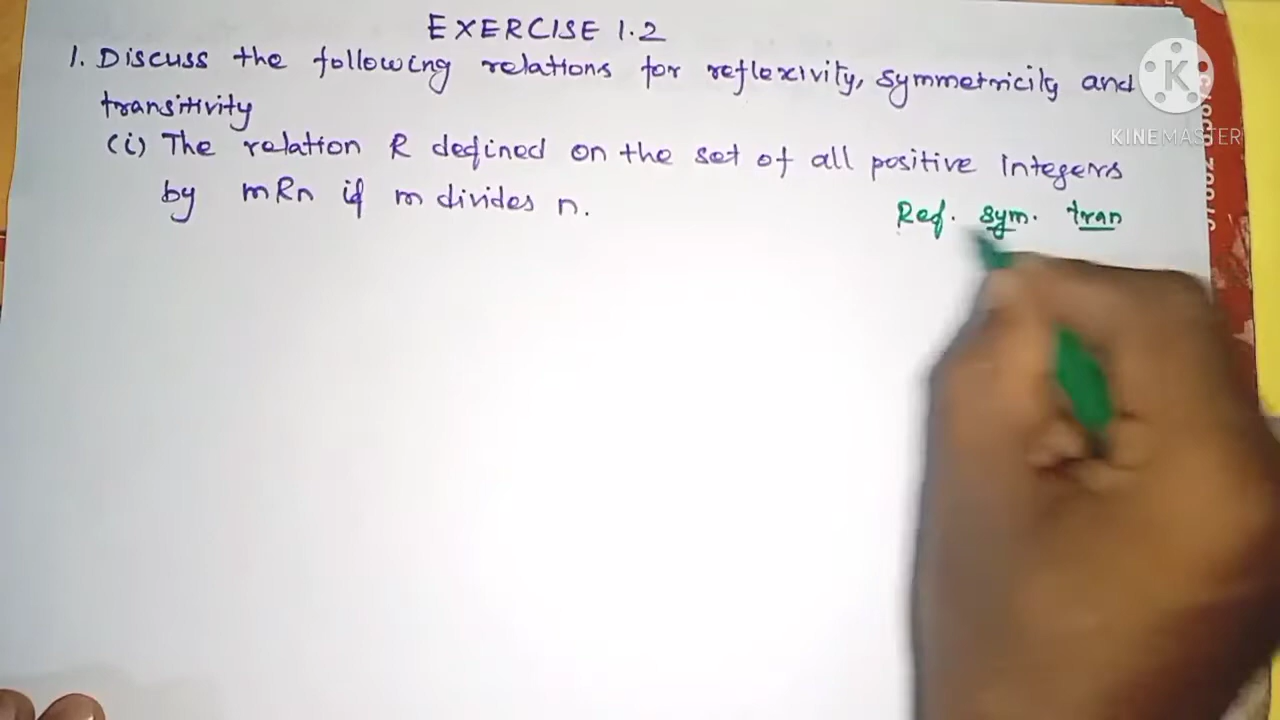 EXERCISE 1.2
1. Discuss the following relations for reflexivity, symmetricity and
transitivity
(i) The relation R defined on the set of all positive integers
by mRn if m divides n.
Ref. sym. tran
K
KINEMASTER